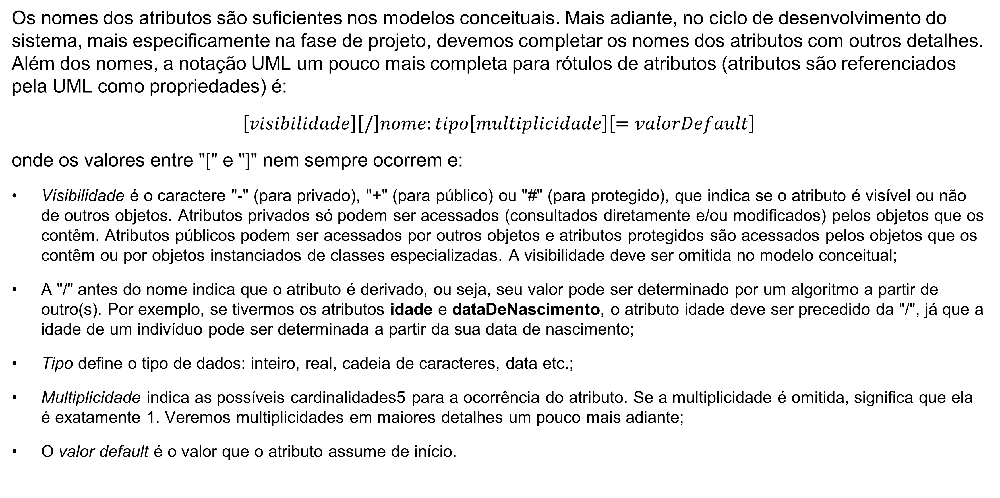 Os nomes dos atributos são suficientes nos modelos conceituais. Mais adiante, no ciclo de desenvolvimento do
sistema, mais especificamente na fase de projeto, devemos completar os nomes dos atributos com outros detalhes.
Além dos nomes, a notação UML um pouco mais completa para rótulos de atributos (atributos são referenciados
pela UML como propriedades) é:
[visibilidade][/]nome: tipo[multiplicidade][= valorDefault]
onde os valores entre "[" e "]" nem sempre ocorrem e:
• Visibilidade é o caractere "-" (para privado), "+" (para público) ou "#" (para protegido), que indica se o atributo é visível ou não
de outros objetos. Atributos privados só podem ser acessados (consultados diretamente e/ou modificados) pelos objetos que os
contêm. Atributos públicos podem ser acessados por outros objetos e atributos protegidos são acessados pelos objetos que os
contêm ou por objetos instanciados de classes especializadas. A visibilidade deve ser omitida no modelo conceitual;
• A "/" antes do nome indica que o atributo é derivado, ou seja, seu valor pode ser determinado por um algoritmo a partir de
outro(s). Por exemplo, se tivermos os atributos idade e dataDeNascimento, o atributo idade deve ser precedido da "/", já que a
idade de um indivíduo pode ser determinada a partir da sua data de nascimento;
• Tipo define o tipo de dados: inteiro, real, cadeia de caracteres, data etc.;
• Multiplicidade indica as possíveis cardinalidades5 para a ocorrência do atributo. Se a multiplicidade é omitida, significa que ela
é exatamente 1. Veremos multiplicidades em maiores detalhes um pouco mais adiante;
• O valor default é o valor que o atributo assume de início.